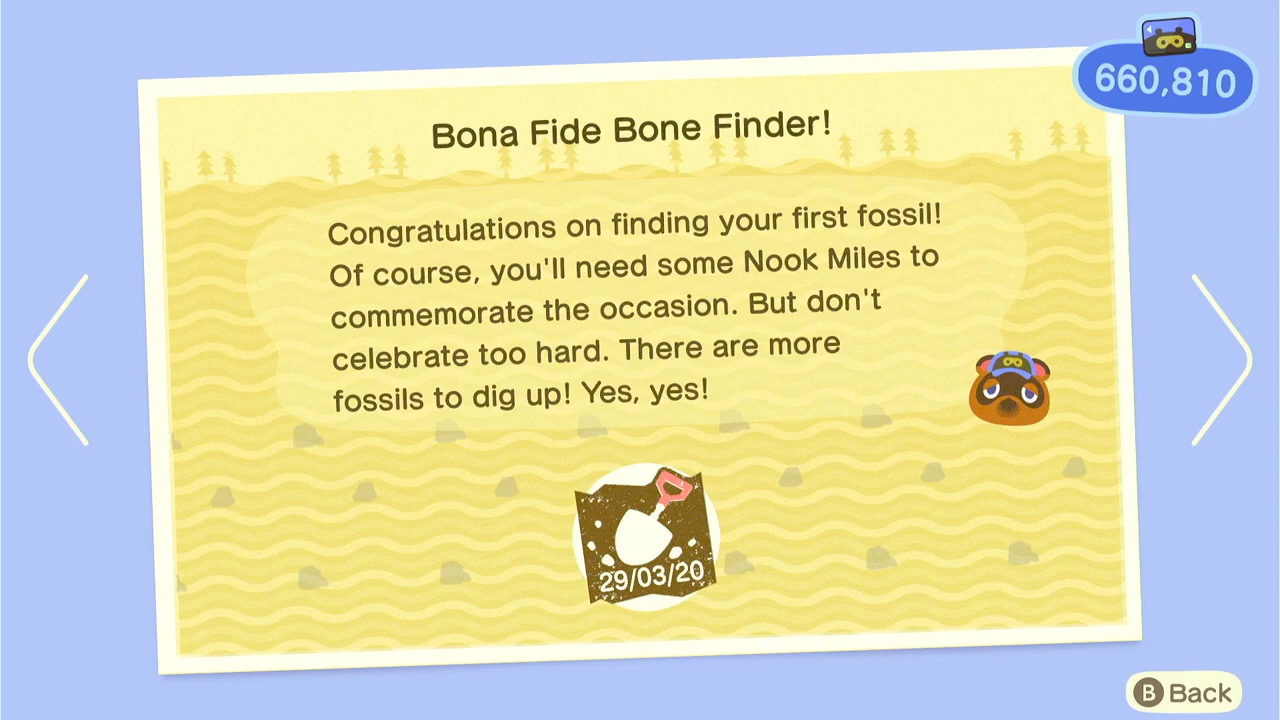 660,810
Bona Fide Bone Finder!
Congratulations on finding your first fossil!
Of course, you'll need some Nook Miles to
commemorate the occasion. But don't
celebrate too hard. There are more
fossils to dig up! Yes, yes!
29/03/20
B Back